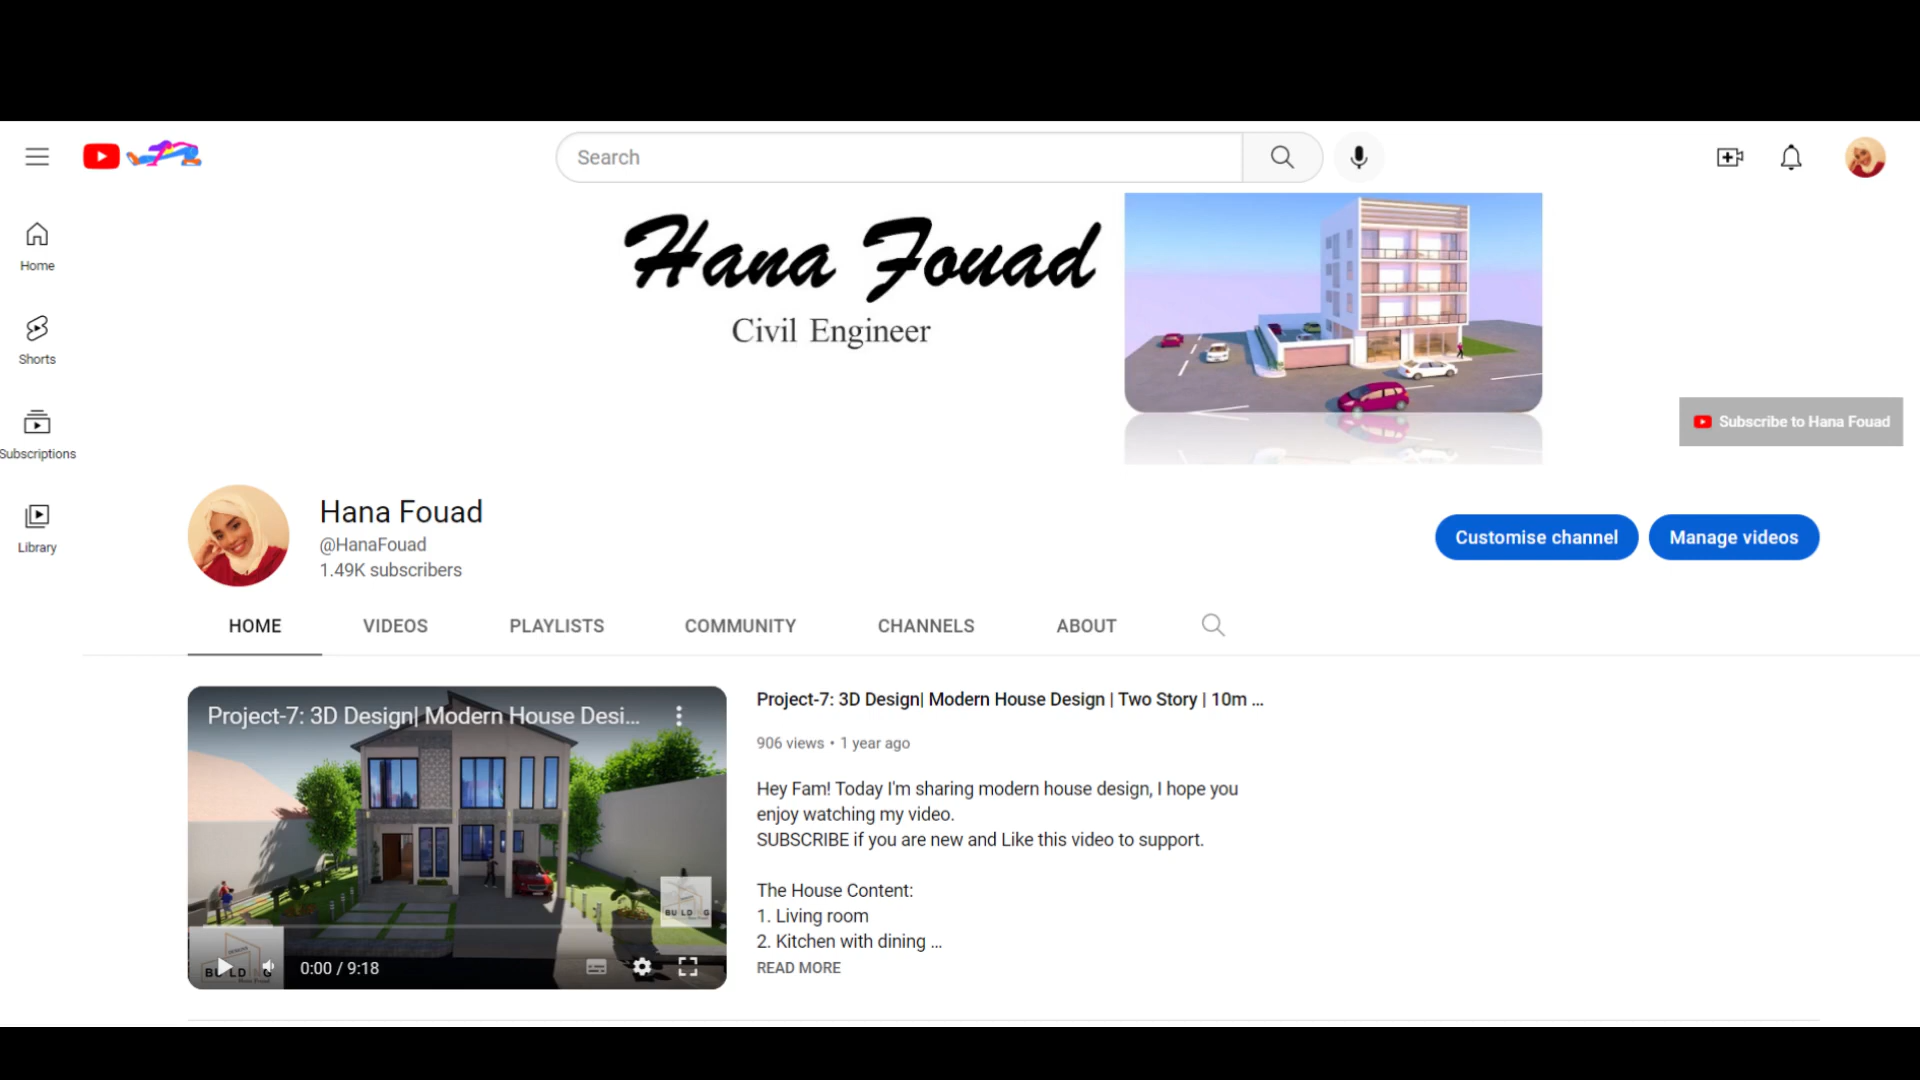 Search
Home
Shorts
Subscriptions
Library
Hana Fouad
Civil Engineer
Subscribe to Hana Fouad
Hana Fouad
@HanaFouad
1.49K subscribers
Customise channel
Manage videos
HOME
VIDEOS
PLAYLISTS
COMMUNITY
CHANNELS
ABOUT
Project-7: 3D Design| Modern House Desi...
0:00 / 9:18
Project-7: 3D Design| Modern House Design | Two Story | 10m ...
906 views • 1 year ago
Hey Fam! Today I'm sharing modern house design, I hope you
enjoy watching my video.
SUBSCRIBE if you are new and Like this video to support.
The House Content:
1. Living room
2. Kitchen with dining ...
READ MORE